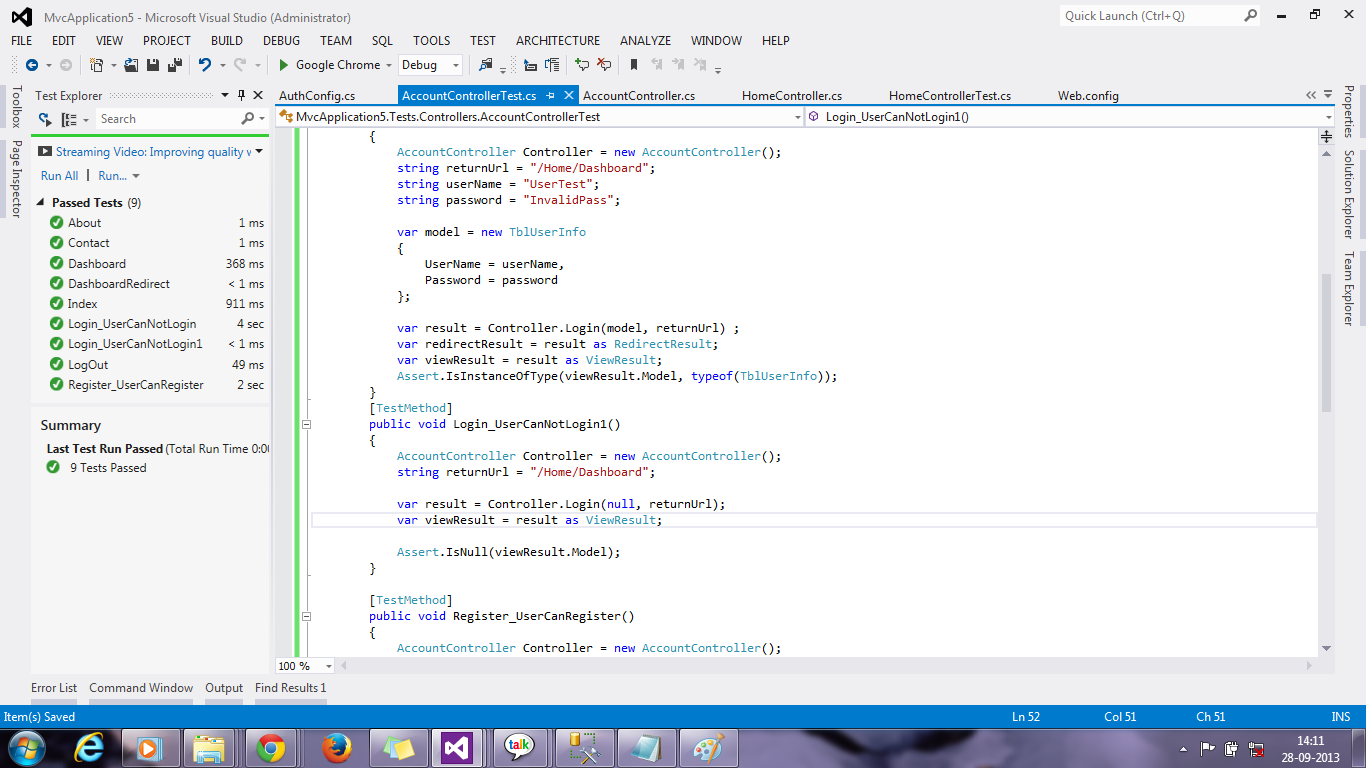 MvcApplication5 - Microsoft Visual Studio (Administrator)
Quick Launch (Ctrl+Q)
FILE EDIT VIEW PROJECT BUILD DEBUG TEAM SQL TOOLS TEST ARCHITECTURE ANALYZE WINDOW HELP
Google Chrome Debug
Toolbox
Page Inspector
Test Explorer
Search
Streaming Video: Improving quality v
Run All | Run...
Passed Tests (9)
About 1 ms
Contact 1 ms
Dashboard 368 ms
DashboardRedirect < 1 ms
Index 911 ms
Login_UserCanNotLogin 4 sec
Login_UserCanNotLogin1 < 1 ms
LogOut 49 ms
Register_UserCanRegister 2 sec
Summary
Last Test Run Passed (Total Run Time 0:00
9 Tests Passed
AuthConfig.cs AccountControllerTest.cs AccountController.cs HomeController.cs HomeControllerTest.cs Web.config
MvcApplication5.Tests.Controllers.AccountControllerTest Login_UserCanNotLogin1()
{
AccountController Controller = new AccountController();
string returnUrl = "/Home/Dashboard";
string userName = "UserTest";
string password = "InvalidPass";
var model = new TblUserInfo
{
UserName = userName,
Password = password
};
var result = Controller.Login(model, returnUrl) ;
var redirectResult = result as RedirectResult;
var viewResult = result as ViewResult;
Assert.IsInstanceOfType(viewResult.Model, typeof(TblUserInfo));
}
[TestMethod]
public void Login_UserCanNotLogin1()
{
AccountController Controller = new AccountController();
string returnUrl = "/Home/Dashboard";
var result = Controller.Login(null, returnUrl);
var viewResult = result as ViewResult;
Assert.IsNull(viewResult.Model);
}
[TestMethod]
public void Register_UserCanRegister()
{
AccountController Controller = new AccountController();
100 %
Properties
Solution Explorer
Team Explorer
Error List Command Window Output Find Results 1
Item(s) Saved Ln 52 Col 51 Ch 51 INS
talk
14:11
28-09-2013